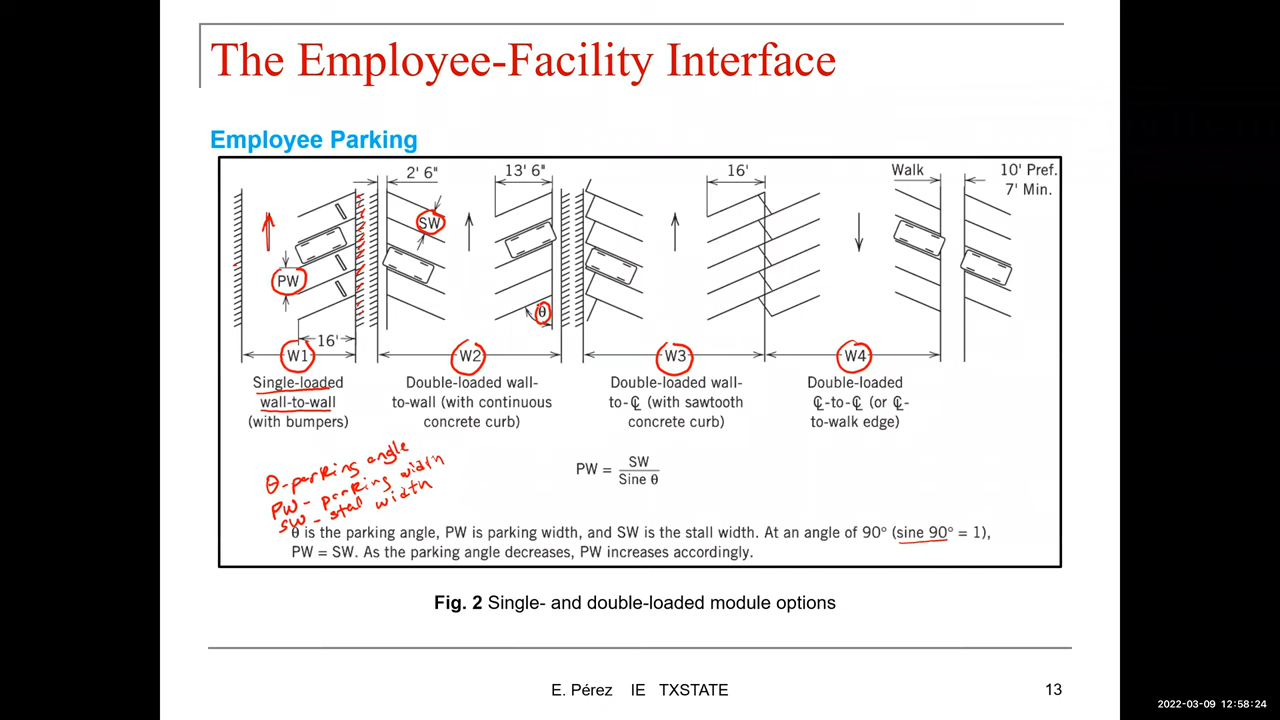 The Employee-Facility Interface
Employee Parking
2' 6"
13' 6"
16'
Walk
10' Pref.
7' Min.
SW
PW
θ
16'
W1
W2
W3
W4
Single-loaded
wall-to-wall
(with bumpers)
Double-loaded wall-
to-wall (with continuous
concrete curb)
Double-loaded wall-
to-℄ (with sawtooth
concrete curb)
Double-loaded
℄-to-℄ (or ℄-
to-walk edge)
θ-parking angle
PW - parking width
SW - stal width
PW = SW
Sine θ
θ is the parking angle, PW is parking width, and SW is the stall width. At an angle of 90° (sine 90° = 1),
PW = SW. As the parking angle decreases, PW increases accordingly.
Fig. 2 Single- and double-loaded module options
E. Pérez IE TXSTATE
13
2022-03-09 12:58:24